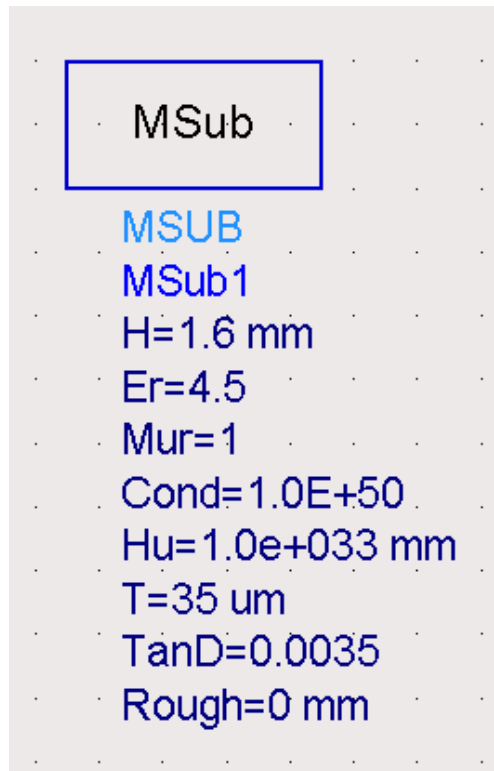 MSub
MSUB
MSub1
H=1.6 mm
Er=4.5
Mur=1
Cond=1.0E+50
Hu=1.0e+033 mm
T=35 um
TanD=0.0035
Rough=0 mm